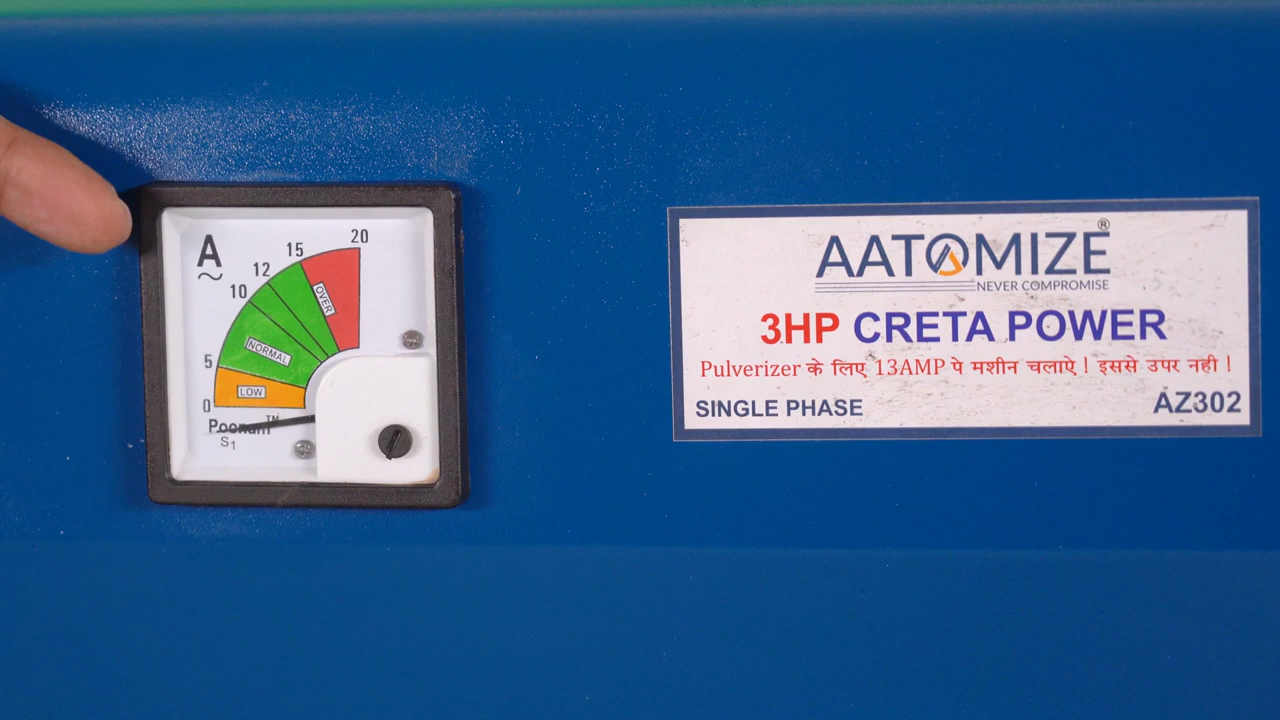 A
20
15
12
10
5
0
OVER
NORMAL
LOW
Poonam™
S1
AATOMIZE®
NEVER COMPROMISE
3HP CRETA POWER
Pulverizer के लिए 13AMP पे मशीन चलाऐ ! इससे उपर नही !
SINGLE PHASE
AZ302